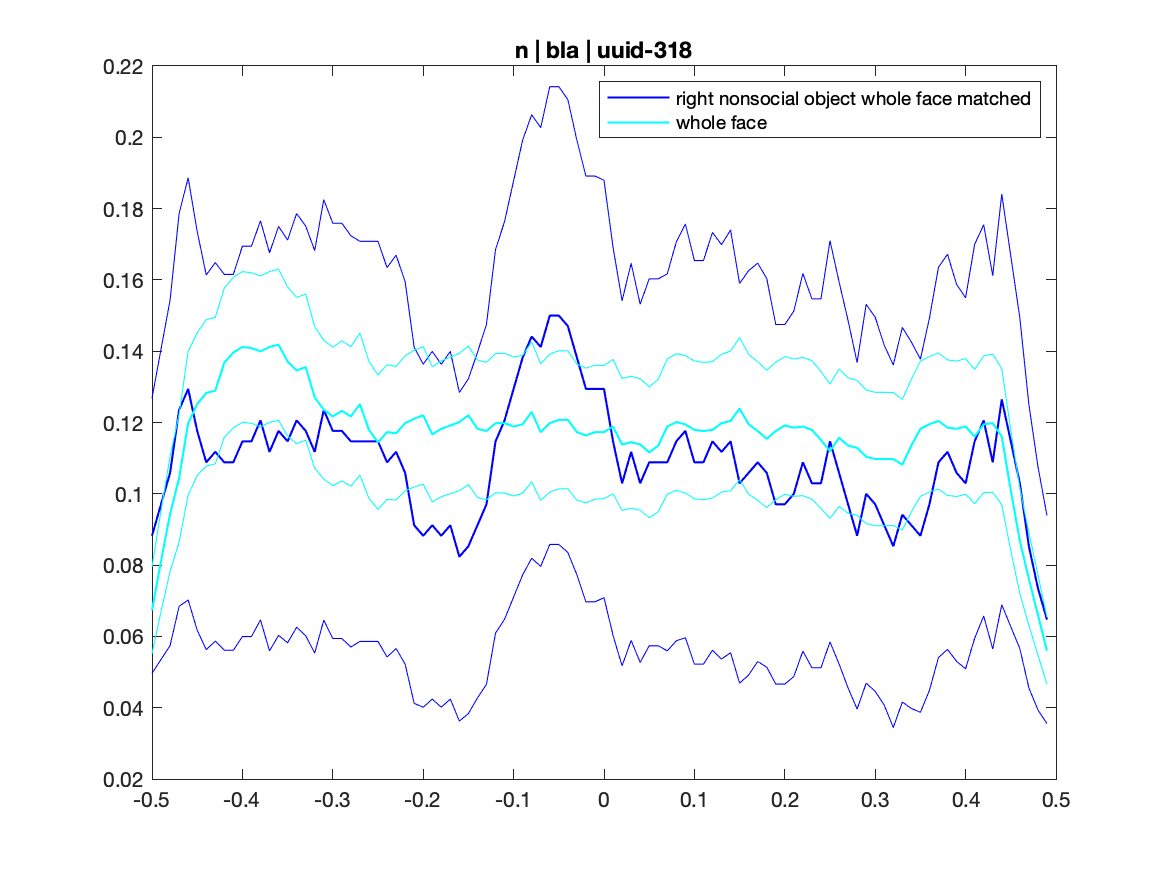 n | bla | uuid-318
right nonsocial object whole face matched
whole face
0.22
0.2
0.18
0.16
0.14
0.12
0.1
0.08
0.06
0.04
0.02
-0.5 -0.4 -0.3 -0.2 -0.1 0 0.1 0.2 0.3 0.4 0.5